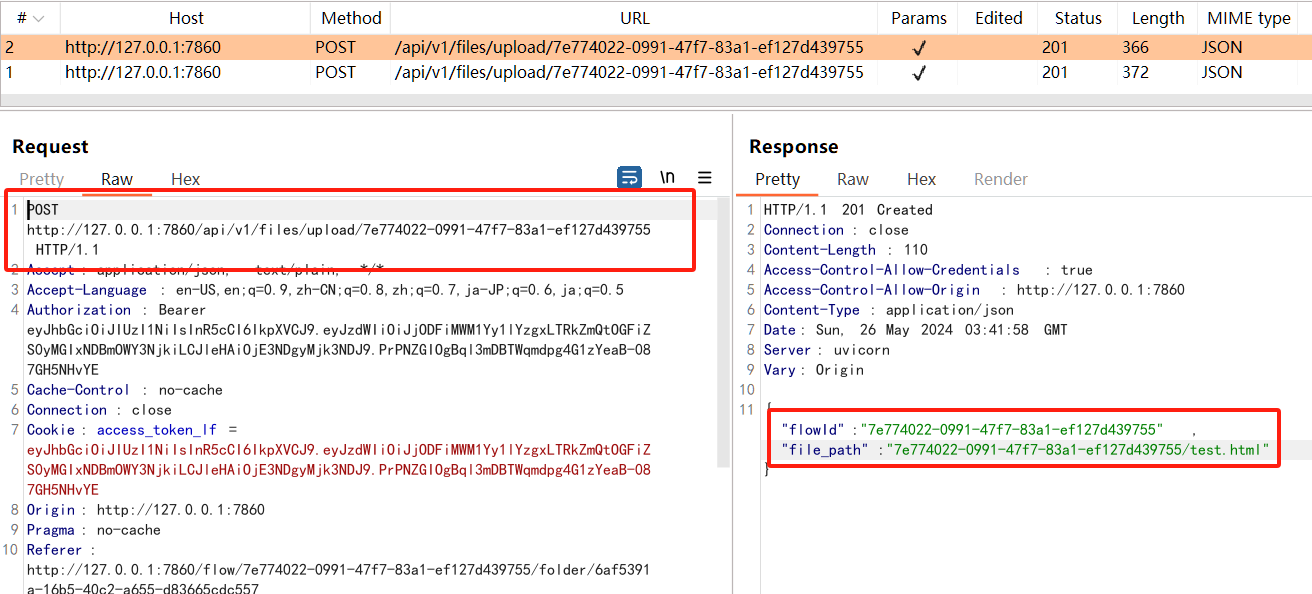 # Host Method URL Params Edited Status Length MIME type
2 http://127.0.0.1:7860 POST /api/v1/files/upload/7e774022-0991-47f7-83a1-ef127d439755 ✓ 201 366 JSON
1 http://127.0.0.1:7860 POST /api/v1/files/upload/7e774022-0991-47f7-83a1-ef127d439755 ✓ 201 372 JSON
Request
Pretty Raw Hex \n
1 POST
http://127.0.0.1:7860/api/v1/files/upload/7e774022-0991-47f7-83a1-ef127d439755
HTTP/1.1
2 Accept : application/json, text/plain, */*
3 Accept-Language : en-US,en;q=0.9,zh-CN;q=0.8,zh;q=0.7,ja-JP;q=0.6,ja;q=0.5
4 Authorization : Bearer
eyJhbGciOiJIUzI1NiIsInR5cCI6IkpXVCJ9.eyJzdWIiOiJjODFiMWM1Yy1lYzgxLTRkZmQtOGFiZ
S0yMGIxNDBmOWY3NjkiLCJleHAiOjE3NDgyMjk3NDJ9.PrPNZGIOgBqI3mDBTWqmdpg4G1zYeaB-08
7GH5NHvYE
5 Cache-Control : no-cache
6 Connection : close
7 Cookie : access_token_lf =
eyJhbGciOiJIUzI1NiIsInR5cCI6IkpXVCJ9.eyJzdWIiOiJjODFiMWM1Yy1lYzgxLTRkZmQtOGFiZ
S0yMGIxNDBmOWY3NjkiLCJleHAiOjE3NDgyMjk3NDJ9.PrPNZGIOgBqI3mDBTWqmdpg4G1zYeaB-08
7GH5NHvYE
8 Origin : http://127.0.0.1:7860
9 Pragma : no-cache
10 Referer :
http://127.0.0.1:7860/flow/7e774022-0991-47f7-83a1-ef127d439755/folder/6af5391
a-16b5-40c2-a655-d83665cdc557
Response
Pretty Raw Hex Render
1 HTTP/1.1 201 Created
2 Connection : close
3 Content-Length : 110
4 Access-Control-Allow-Credentials : true
5 Access-Control-Allow-Origin : http://127.0.0.1:7860
6 Content-Type : application/json
7 Date : Sun, 26 May 2024 03:41:58 GMT
8 Server : uvicorn
9 Vary : Origin
10
11 {
"flowId" :"7e774022-0991-47f7-83a1-ef127d439755" ,
"file_path" :"7e774022-0991-47f7-83a1-ef127d439755/test.html"
}